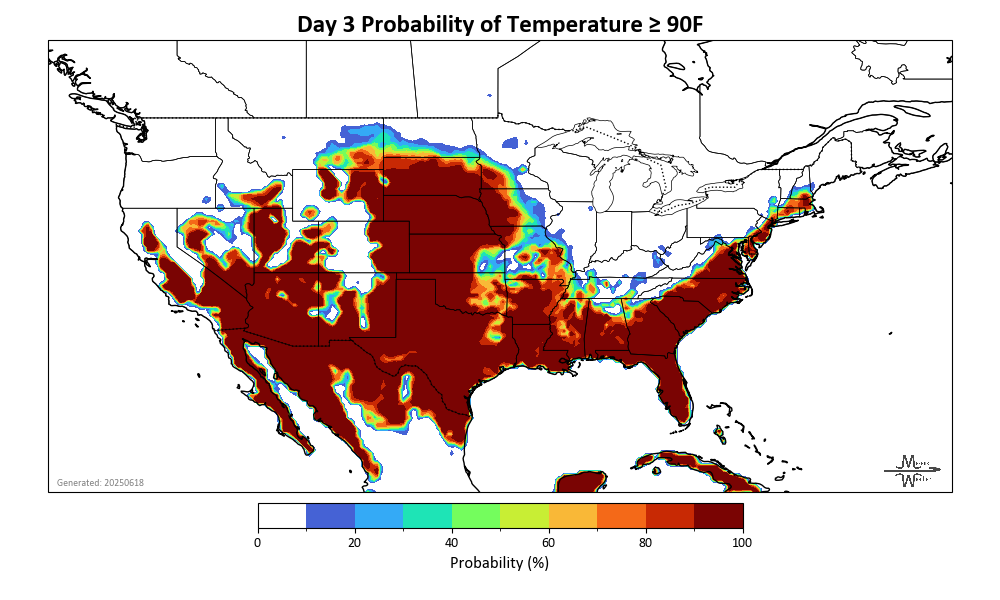 Day 3 Probability of Temperature ≥ 90F
Generated: 20250618
0 20 40 60 80 100
Probability (%)